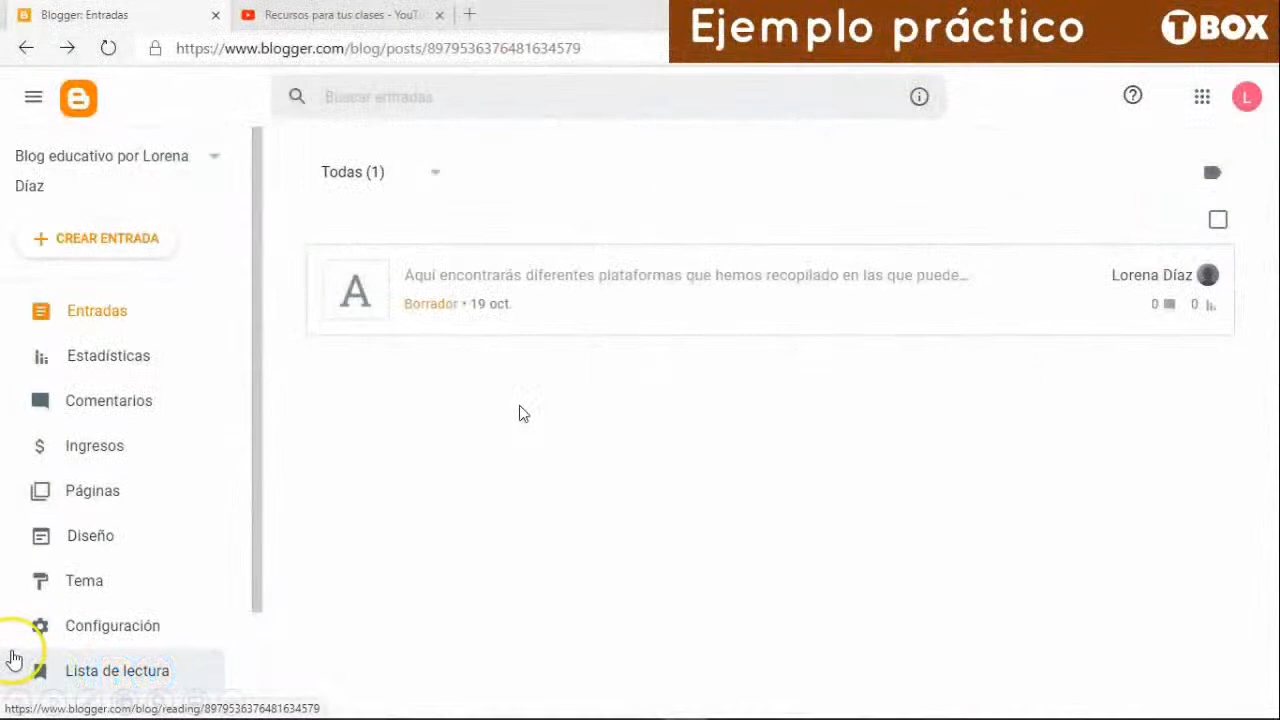 Blogger: Entradas
Recursos para tus clases - YouTu
Ejemplo práctico
TBOX
https://www.blogger.com/blog/posts/8979536376481634579
Buscar entradas
L
Blog educativo por Lorena
Díaz
Todas (1)
+ CREAR ENTRADA
A
Aquí encontrarás diferentes plataformas que hemos recopilado en las que puede...
Lorena Díaz
Borrador • 19 oct.
0
0
Entradas
Estadísticas
Comentarios
$ Ingresos
Páginas
Diseño
Tema
Configuración
Lista de lectura
https://www.blogger.com/blog/reading/8979536376481634579